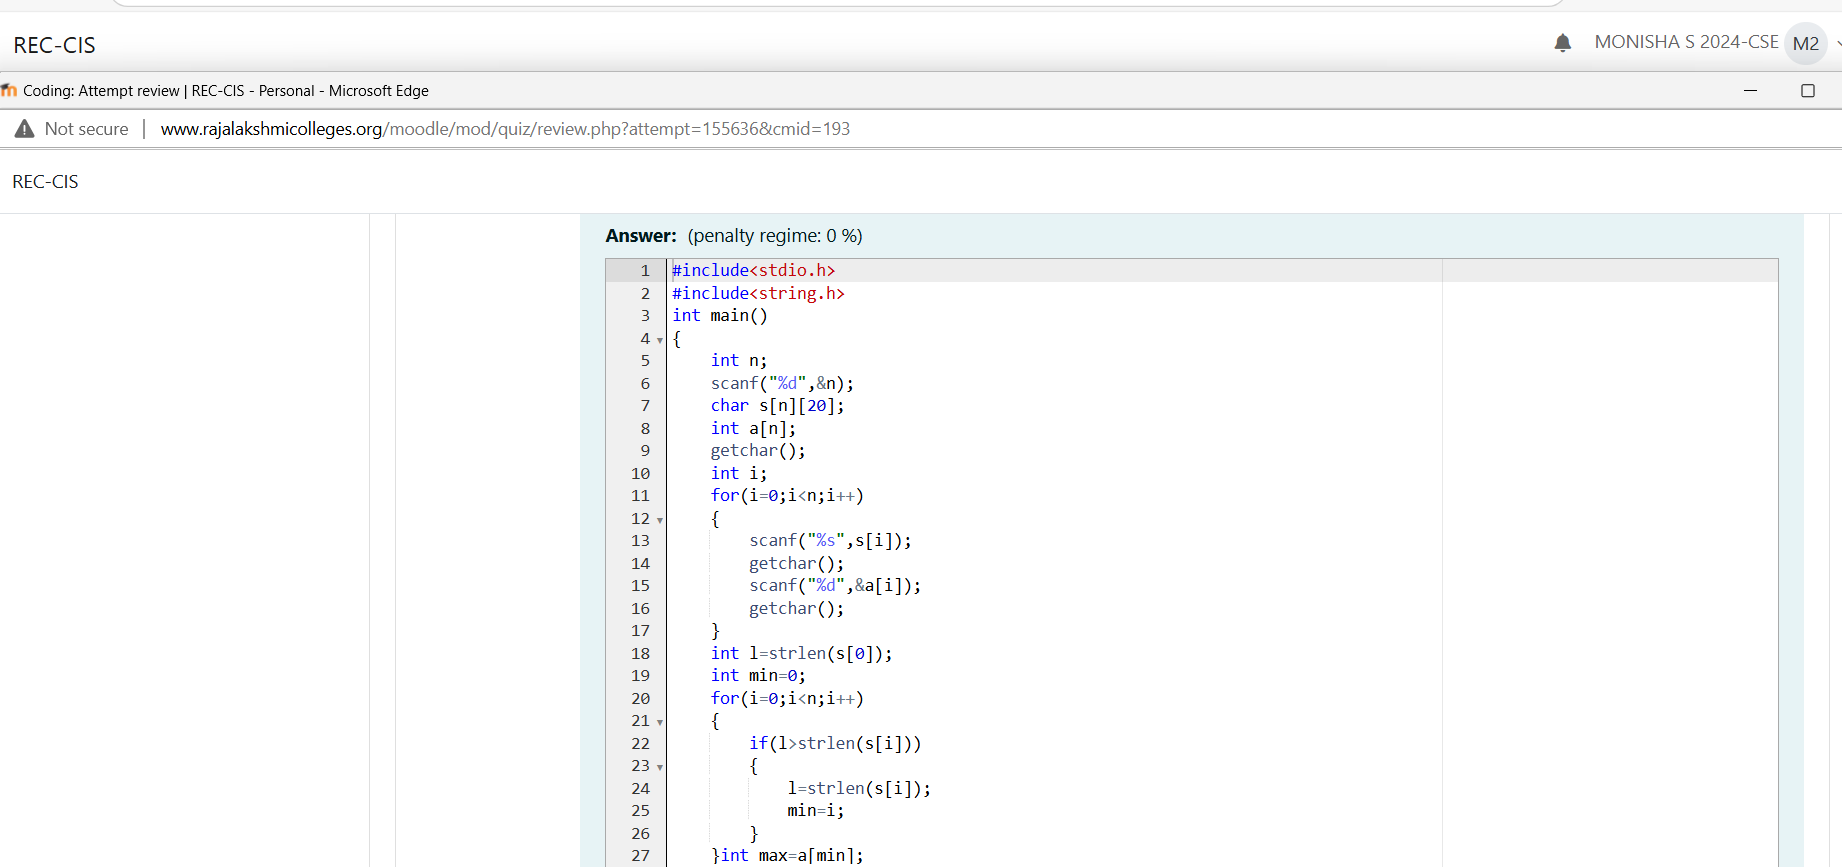 REC-CIS
MONISHA S 2024-CSE M2
Coding: Attempt review | REC-CIS - Personal - Microsoft Edge
Not secure | www.rajalakshmicolleges.org/moodle/mod/quiz/review.php?attempt=155636&cmid=193
REC-CIS
Answer: (penalty regime: 0 %)
1 #include<stdio.h>
2 #include<string.h>
3 int main()
4 {
5 int n;
6 scanf("%d",&n);
7 char s[n][20];
8 int a[n];
9 getchar();
10 int i;
11 for(i=0;i<n;i++)
12 {
13 scanf("%s",s[i]);
14 getchar();
15 scanf("%d",&a[i]);
16 getchar();
17 }
18 int l=strlen(s[0]);
19 int min=0;
20 for(i=0;i<n;i++)
21 {
22 if(l>strlen(s[i]))
23 {
24 l=strlen(s[i]);
25 min=i;
26 }
27 }int max=a[min];